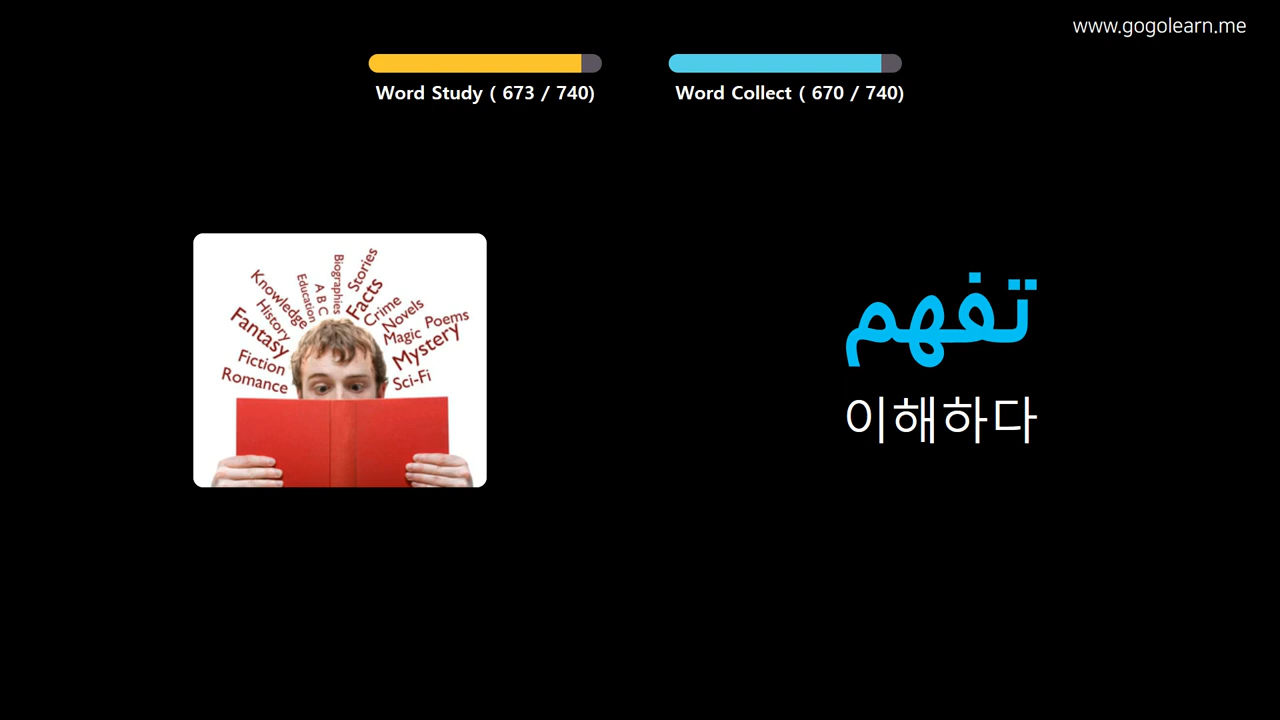 www.gogolearn.me
Word Study ( 673 / 740)
Word Collect ( 670 / 740)
Stories
Biographies
Facts
A B C
Education
Knowledge
Crime
History
Novels
Poems
Fantasy
Magic
Mystery
Fiction
Sci-Fi
Romance
تفهم
이해하다